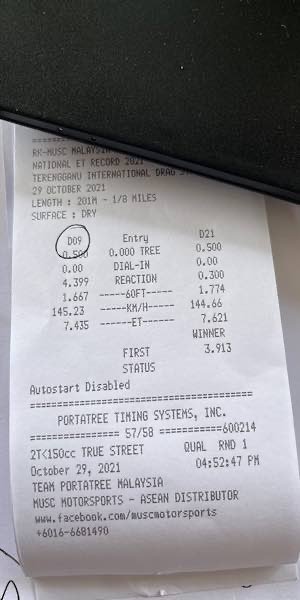 RK-MUSC MALAYSIA
NATIONAL ET RECORD 2021
TERENGGANU INTERNATIONAL DRAG
29 OCTOBER 2021
LENGTH : 201M - 1/8 MILES
SURFACE : DRY
D09 Entry D21
0.500 0.000 TREE 0.500
0.00 DIAL-IN 0.00
4.399 REACTION 0.300
1.667 -----60FT----- 1.774
145.23 -----KM/H----- 144.66
7.435 ------ET------ 7.621
WINNER
FIRST 3.913
STATUS
Autostart Disabled
========================================
PORTATREE TIMING SYSTEMS, INC.
================ 57/58 ===========600214
2T<150cc TRUE STREET QUAL RND 1
October 29, 2021 04:52:47 PM
TEAM PORTATREE MALAYSIA
MUSC MOTORSPORTS - ASEAN DISTRIBUTOR
www.facebook.com/muscmotorsports
+6016-6681490